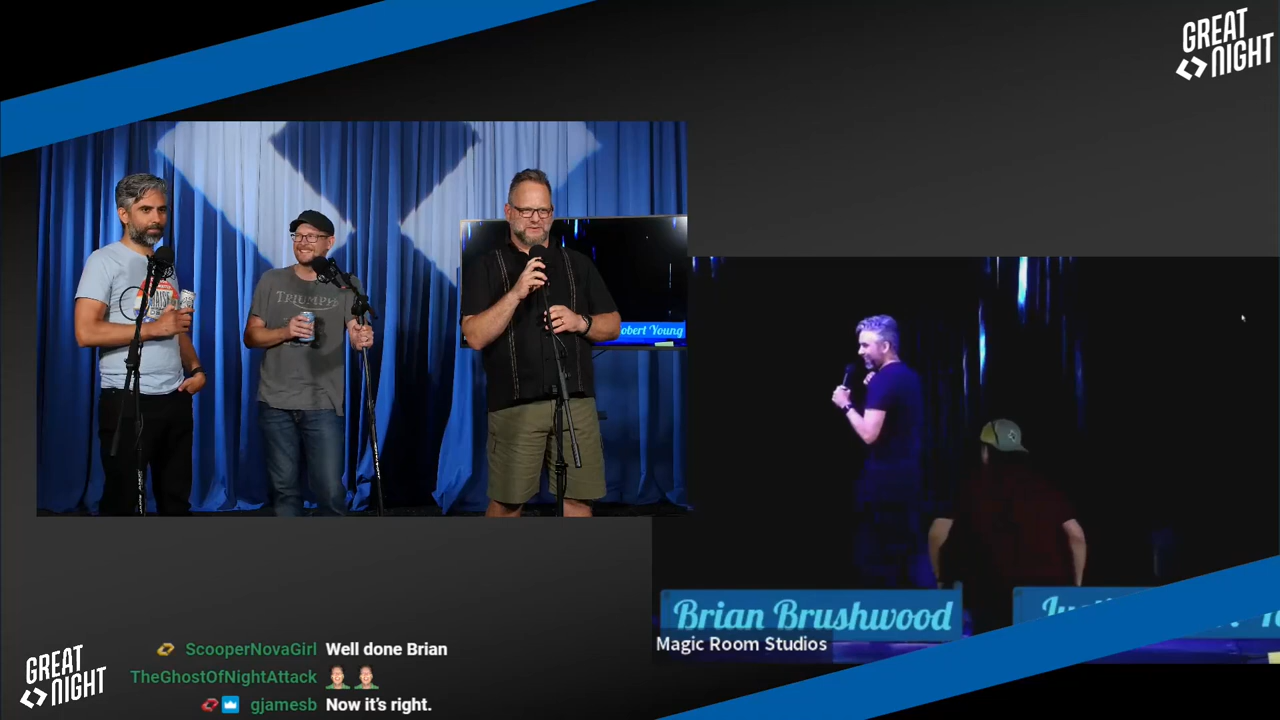 GREAT
NIGHT
TRIUMPH
obert Young
Brian Brushwood
Magic Room Studios
GREAT
NIGHT
ScooperNovaGirl Well done Brian
TheGhostOfNightAttack
gjamesb Now it's right.